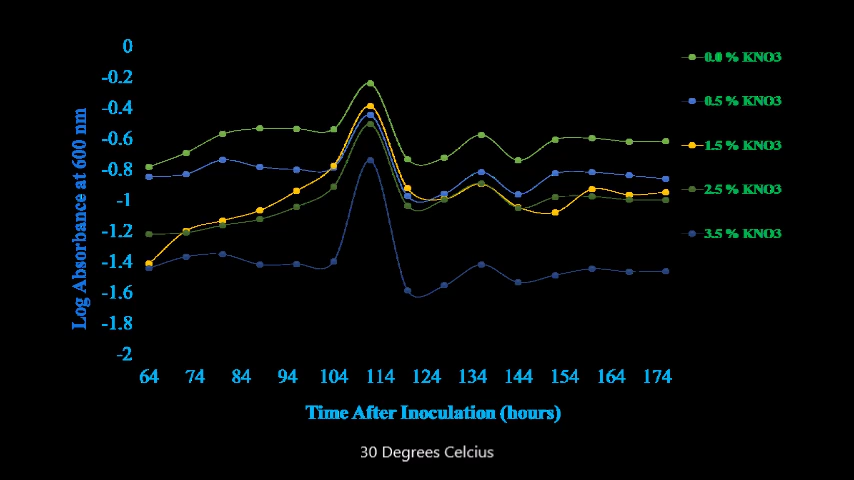 0
-0.2
-0.4
-0.6
-0.8
-1
-1.2
-1.4
-1.6
-1.8
-2
Log Absorbance at 600 nm
64 74 84 94 104 114 124 134 144 154 164 174
Time After Inoculation (hours)
0.0 % KNO3
0.5 % KNO3
1.5 % KNO3
2.5 % KNO3
3.5 % KNO3
30 Degrees Celcius